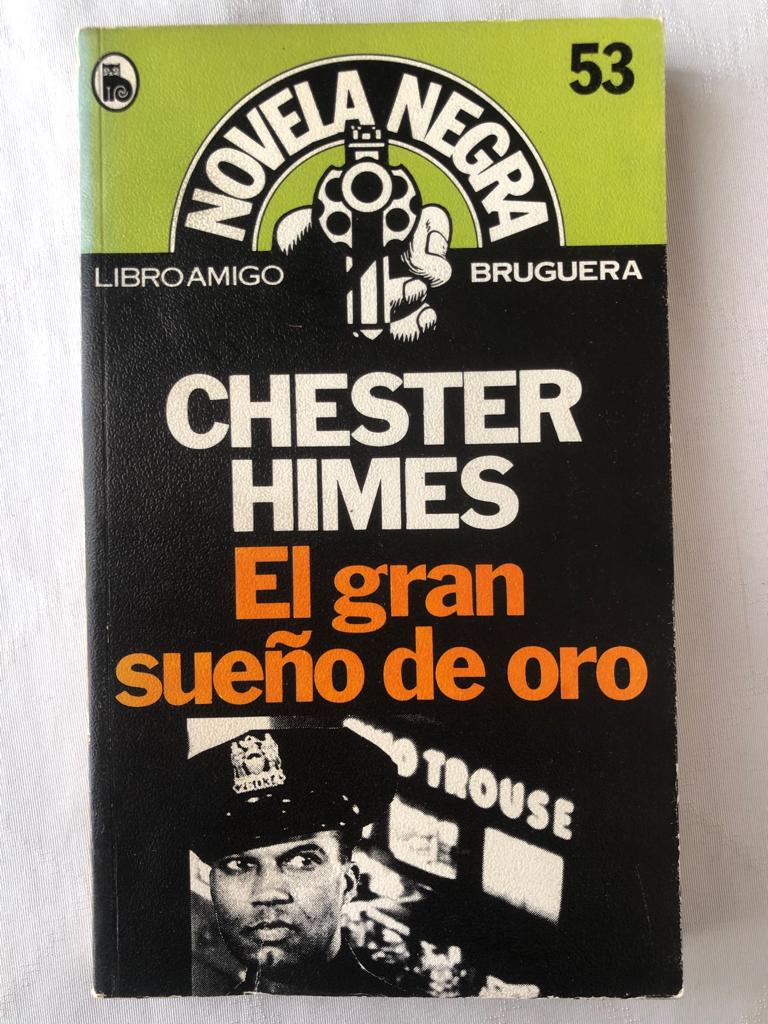 53
NOVELA NEGRA
LIBRO AMIGO
BRUGUERA
CHESTER
HIMES
El gran
sueño de oro
O TROUSE